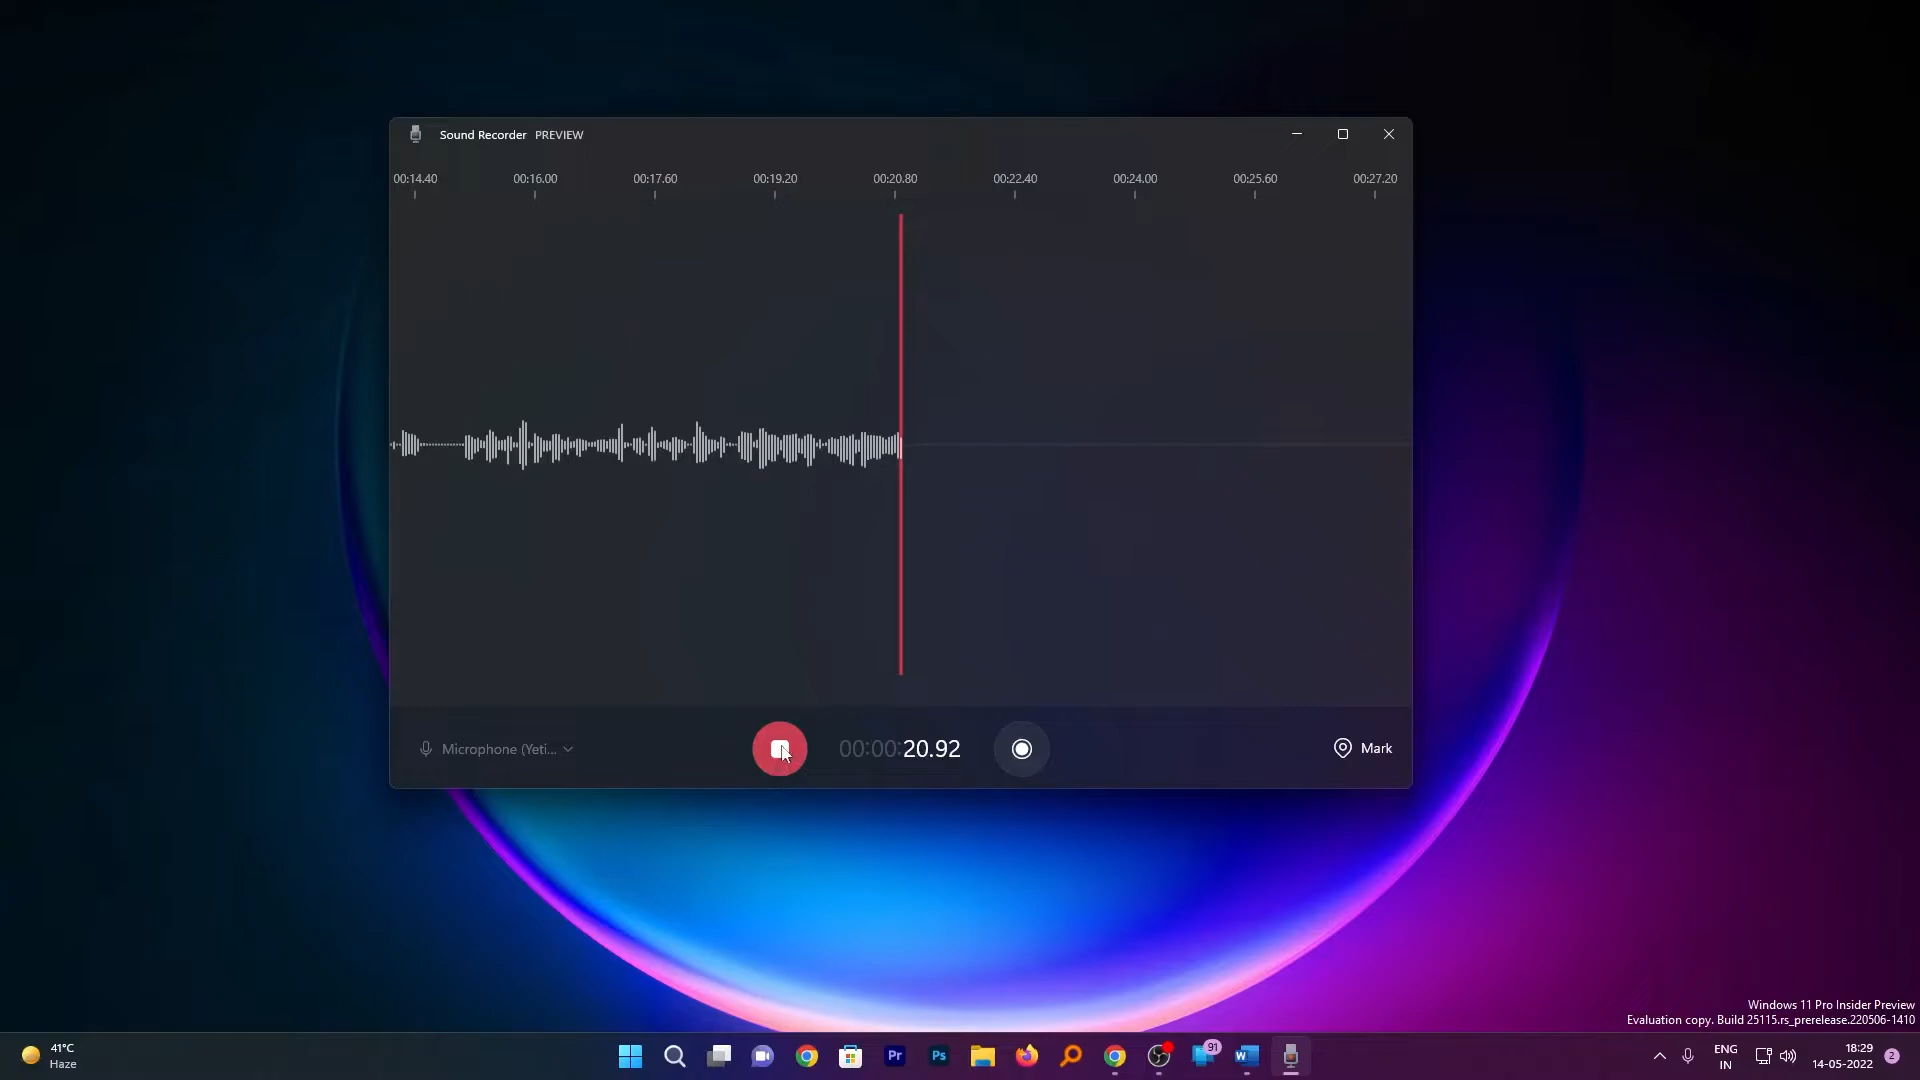 Sound Recorder PREVIEW
00:14.40 00:16.00 00:17.60 00:19.20 00:20.80 00:22.40 00:24.00 00:25.60 00:27.20
Microphone (Yeti... 00:00:20.92 Mark
Windows 11 Pro Insider Preview
Evaluation copy. Build 25115.rs_prerelease.220506-1410
41°C
Haze
Pr Ps 91 W
ENG
IN
18:29
14-05-2022
2